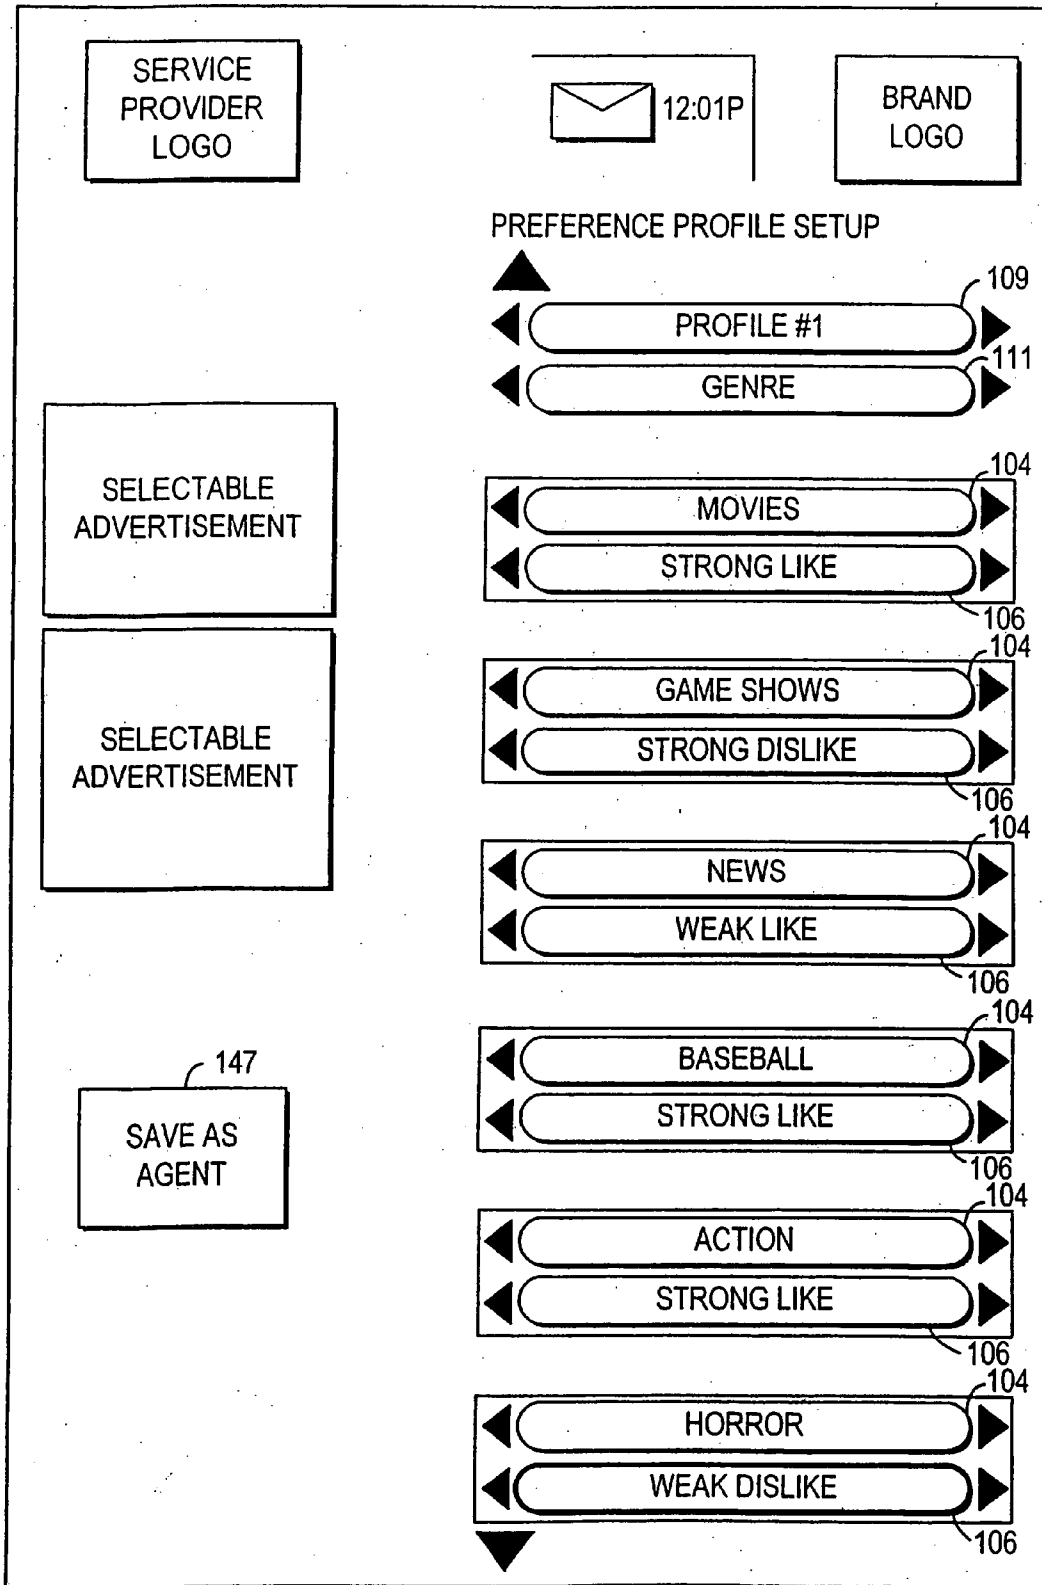 SERVICE
PROVIDER
LOGO
12:01P
BRAND
LOGO
PREFERENCE PROFILE SETUP
109
PROFILE #1
111
GENRE
SELECTABLE
ADVERTISEMENT
104
MOVIES
STRONG LIKE
106
SELECTABLE
ADVERTISEMENT
104
GAME SHOWS
STRONG DISLIKE
106
104
NEWS
WEAK LIKE
106
147
SAVE AS
AGENT
104
BASEBALL
STRONG LIKE
106
104
ACTION
STRONG LIKE
106
104
HORROR
WEAK DISLIKE
106